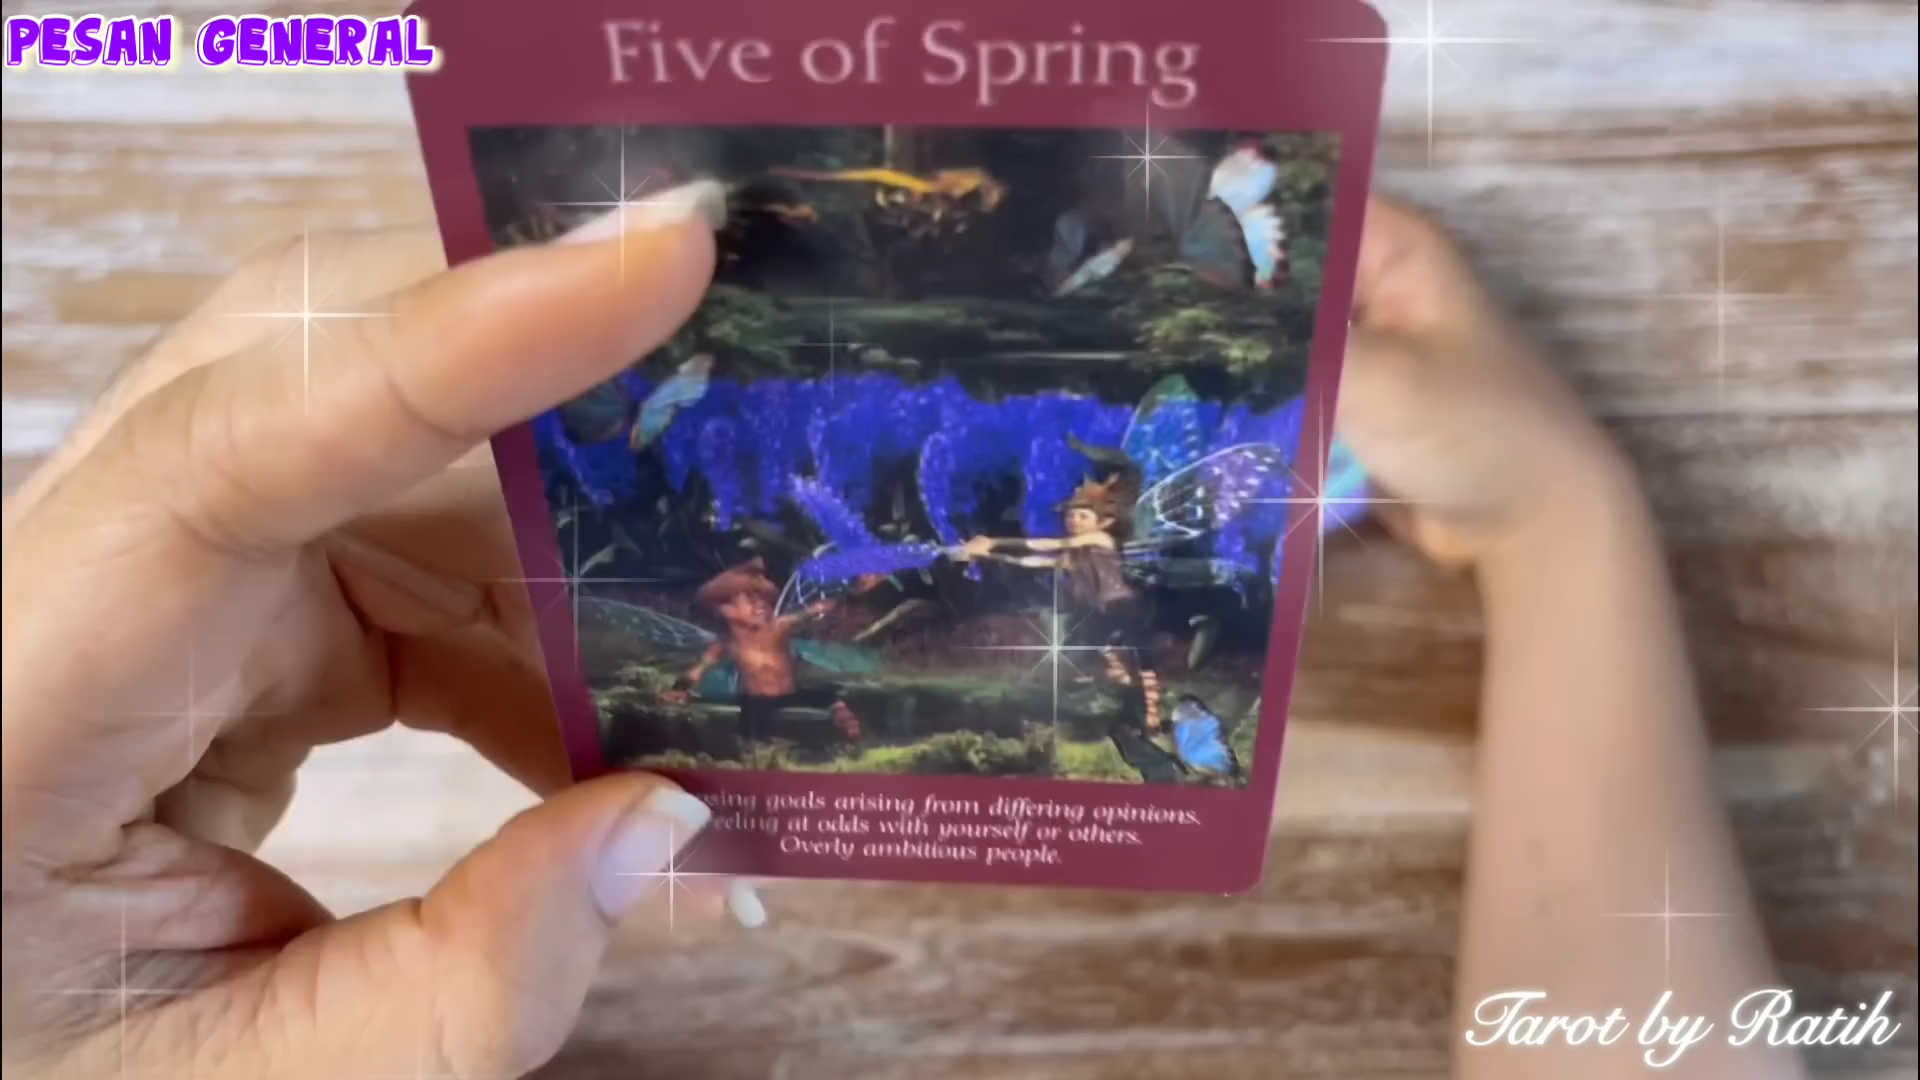 PESAN GENERAL
Five of Spring
goals arising from differing opinions.
at odds with yourself or others.
Overly ambitious people.
Tarot by Ratih